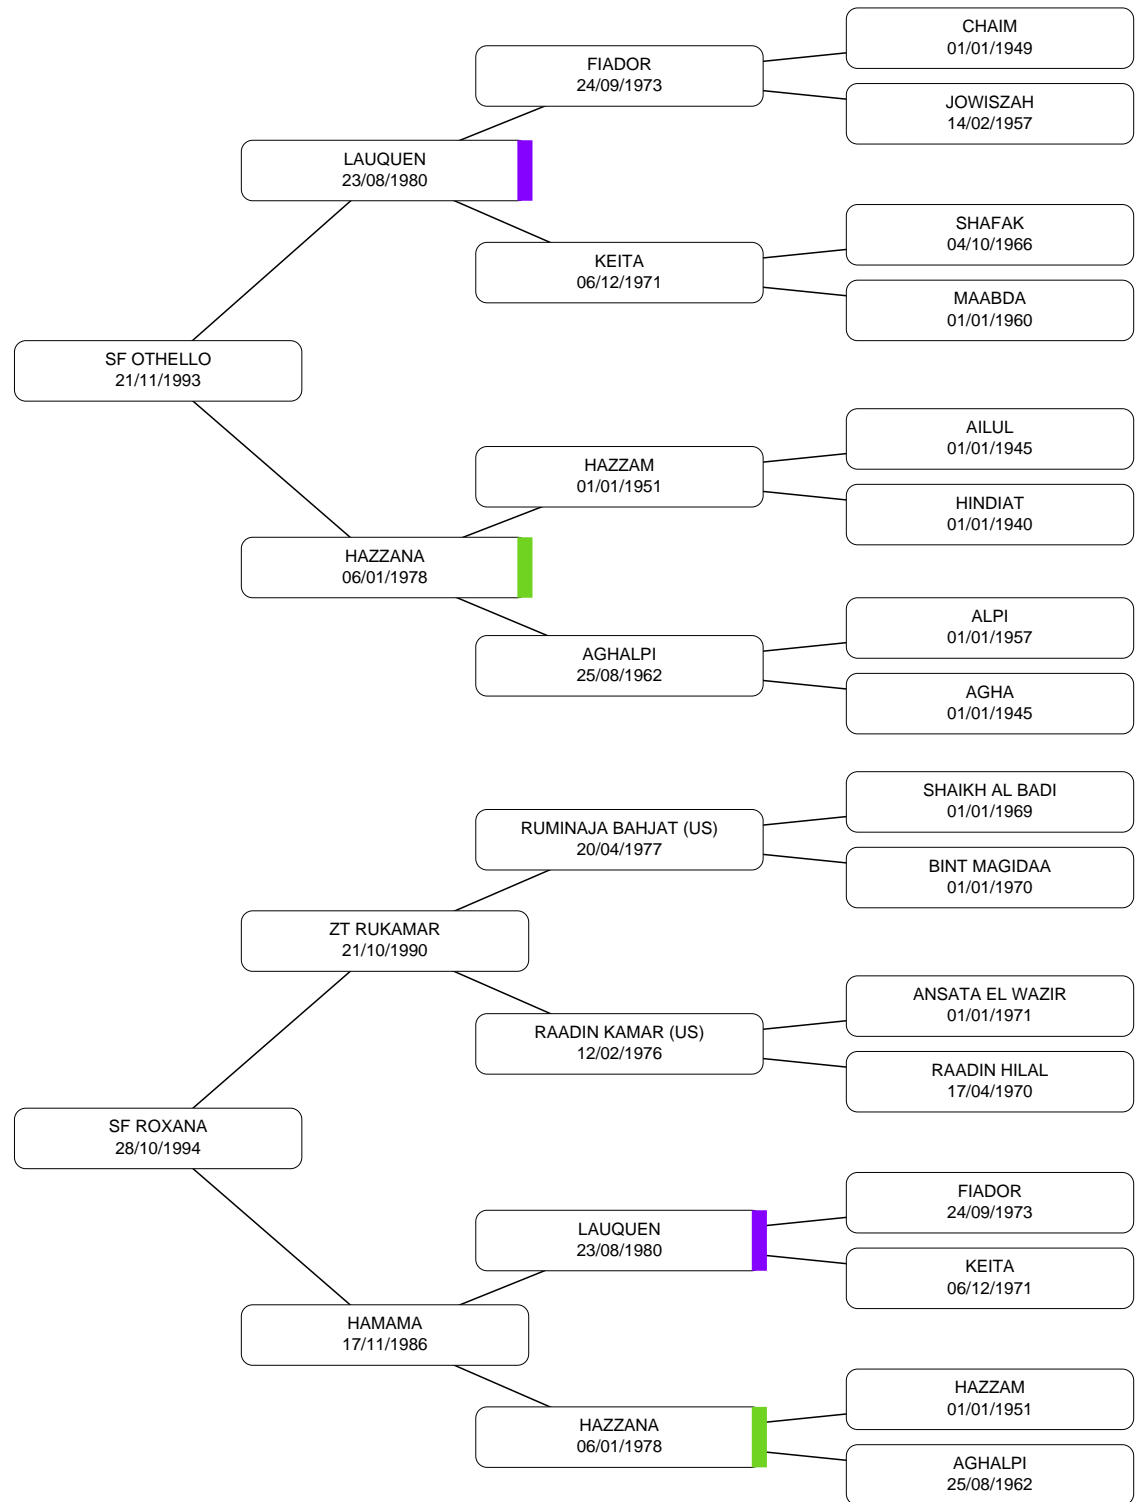 CHAIM
01/01/1949
FIADOR
24/09/1973
JOWISZAH
14/02/1957
LAUQUEN
23/08/1980
SHAFAK
04/10/1966
KEITA
06/12/1971
MAABDA
01/01/1960
SF OTHELLO
21/11/1993
AILUL
01/01/1945
HAZZAM
01/01/1951
HINDIAT
01/01/1940
HAZZANA
06/01/1978
ALPI
01/01/1957
AGHALPI
25/08/1962
AGHA
01/01/1945
SHAIKH AL BADI
01/01/1969
RUMINAJA BAHJAT (US)
20/04/1977
BINT MAGIDAA
01/01/1970
ZT RUKAMAR
21/10/1990
ANSATA EL WAZIR
01/01/1971
RAADIN KAMAR (US)
12/02/1976
RAADIN HILAL
17/04/1970
SF ROXANA
28/10/1994
FIADOR
24/09/1973
LAUQUEN
23/08/1980
KEITA
06/12/1971
HAMAMA
17/11/1986
HAZZAM
01/01/1951
HAZZANA
06/01/1978
AGHALPI
25/08/1962